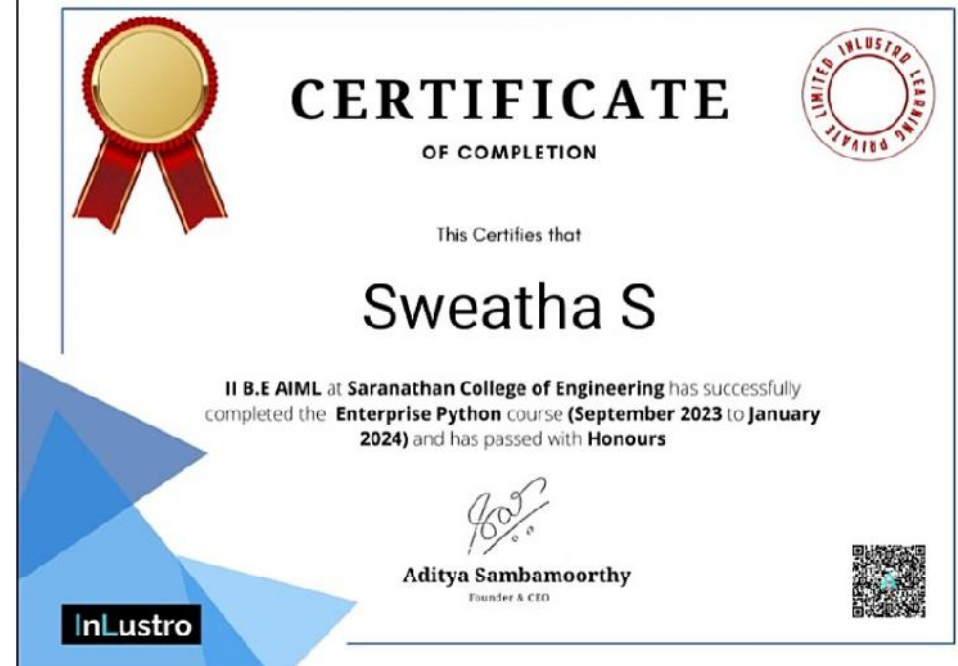 CERTIFICATE
OF COMPLETION
INLUSTRO LEARNING PRIVATE LIMITED
This Certifies that
Sweatha S
II B.E AIML at Saranathan College of Engineering has successfully
completed the Enterprise Python course (September 2023 to January
2024) and has passed with Honours
Aditya Sambamoorthy
Founder & CEO
InLustro